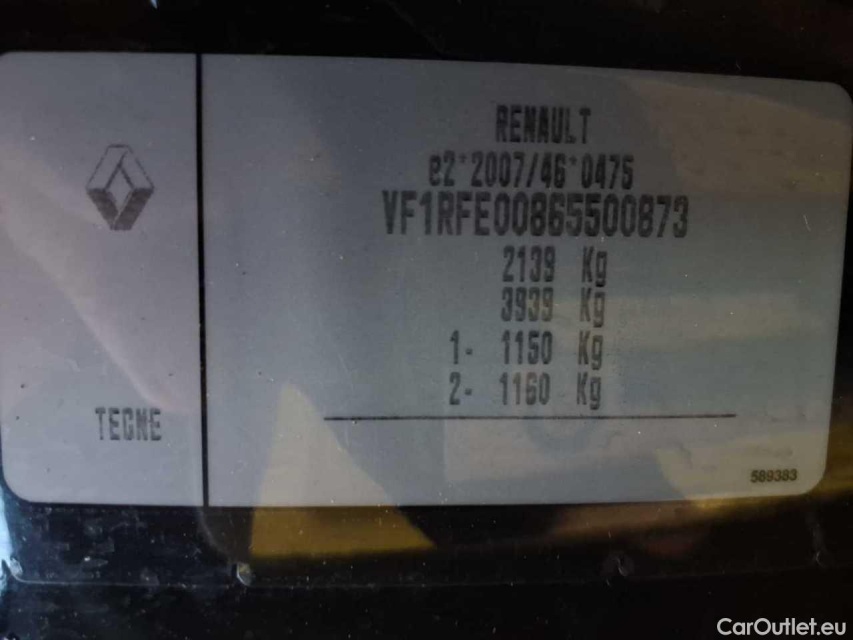 RENAULT
e2*2007/46*0475
VF1RFE00865500873
2139 Kg
3939 Kg
1- 1150 Kg
2- 1160 Kg
TECNE
589383
CarOutlet.eu